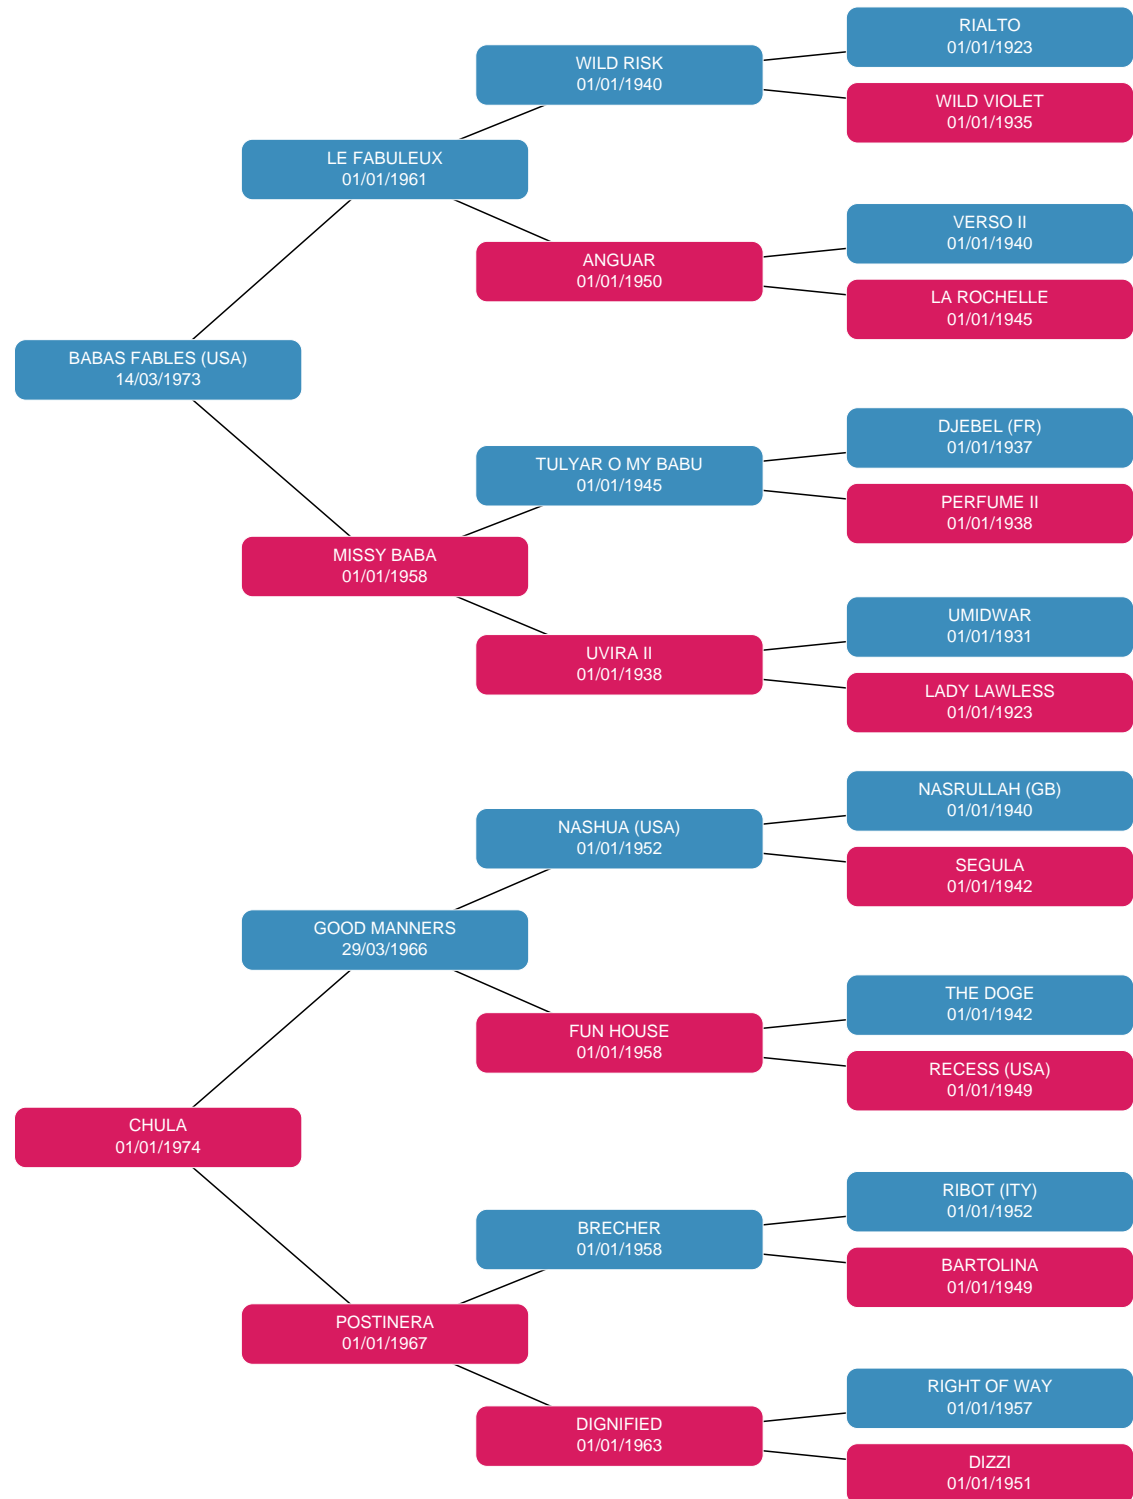 RIALTO
01/01/1923
WILD RISK
01/01/1940
WILD VIOLET
01/01/1935
LE FABULEUX
01/01/1961
VERSO II
01/01/1940
ANGUAR
01/01/1950
LA ROCHELLE
01/01/1945
BABAS FABLES (USA)
14/03/1973
DJEBEL (FR)
01/01/1937
TULYAR O MY BABU
01/01/1945
PERFUME II
01/01/1938
MISSY BABA
01/01/1958
UMIDWAR
01/01/1931
UVIRA II
01/01/1938
LADY LAWLESS
01/01/1923
NASRULLAH (GB)
01/01/1940
NASHUA (USA)
01/01/1952
SEGULA
01/01/1942
GOOD MANNERS
29/03/1966
THE DOGE
01/01/1942
FUN HOUSE
01/01/1958
RECESS (USA)
01/01/1949
CHULA
01/01/1974
RIBOT (ITY)
01/01/1952
BRECHER
01/01/1958
BARTOLINA
01/01/1949
POSTINERA
01/01/1967
RIGHT OF WAY
01/01/1957
DIGNIFIED
01/01/1963
DIZZI
01/01/1951